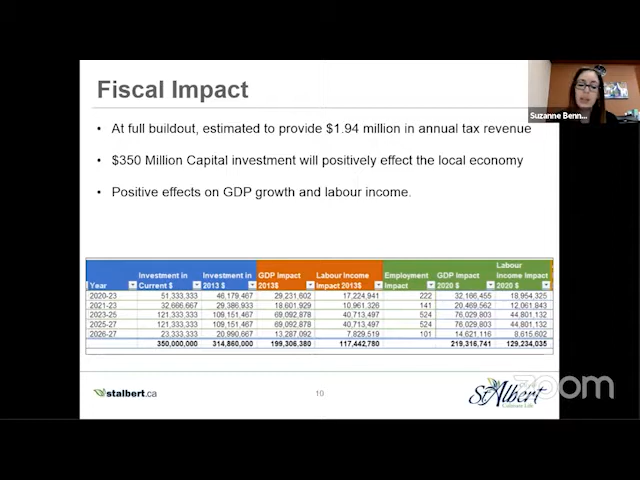 Fiscal Impact
• At full buildout, estimated to provide $1.94 million in annual tax revenue
• $350 Million Capital investment will positively effect the local economy
• Positive effects on GDP growth and labour income.
Suzanne Benn...
Year Investment in Current $ Investment in 2013 $ GDP Impact 2013$ Labour Income Impact 2013$ Employment Impact GDP Impact 2020 $ Labour Income Impact 2020 $
2020-23 51,333,333 46,179,467 29,231,602 17,224,941 222 32,166,455 18,954,325
2021-23 32,666,667 29,386,933 18,601,929 10,961,326 141 20,469,562 12,061,843
2023-25 121,333,333 109,151,467 69,092,878 40,713,497 524 76,029,803 44,801,132
2025-27 121,333,333 109,151,467 69,092,878 40,713,497 524 76,029,803 44,801,132
2026-27 23,333,333 20,990,667 13,287,092 7,829,519 101 14,621,116 8,615,602
350,000,000 314,860,000 199,306,380 117,442,780 219,316,741 129,234,035
stalbert.ca
10
St Albert
zoom